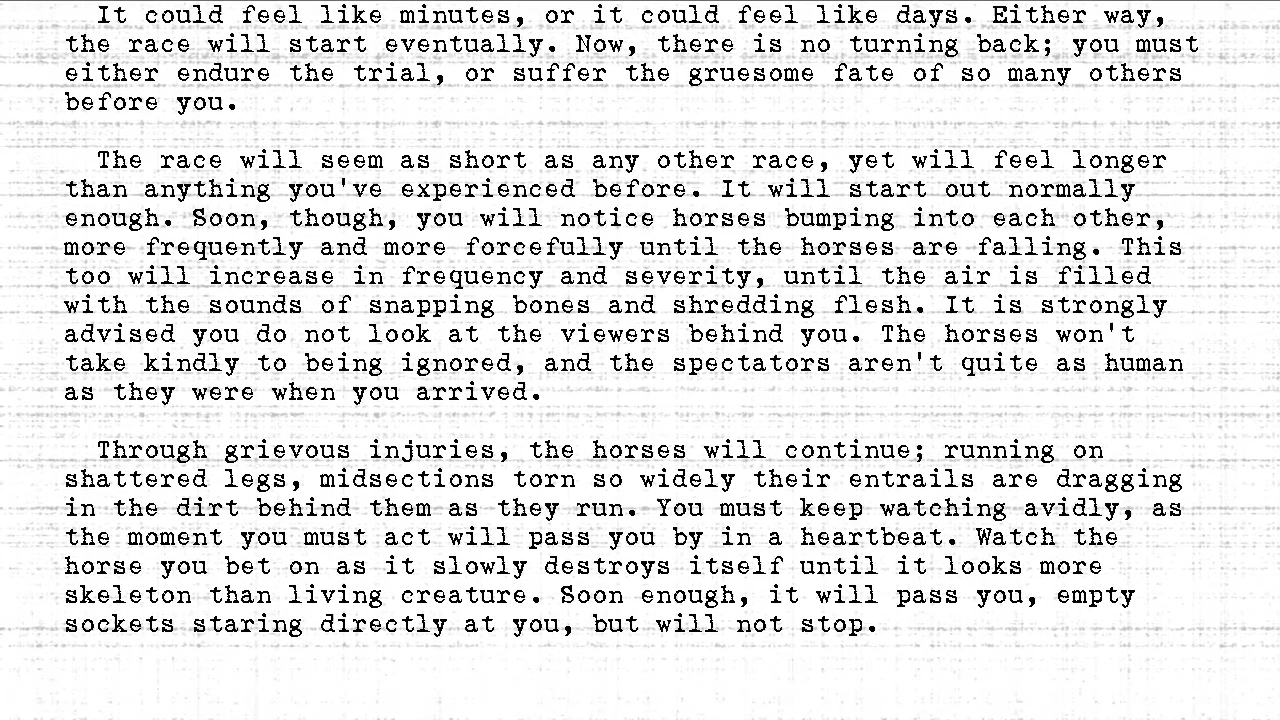 It could feel like minutes, or it could feel like days. Either way,
the race will start eventually. Now, there is no turning back; you must
either endure the trial, or suffer the gruesome fate of so many others
before you.
The race will seem as short as any other race, yet will feel longer
than anything you've experienced before. It will start out normally
enough. Soon, though, you will notice horses bumping into each other,
more frequently and more forcefully until the horses are falling. This
too will increase in frequency and severity, until the air is filled
with the sounds of snapping bones and shredding flesh. It is strongly
advised you do not look at the viewers behind you. The horses won't
take kindly to being ignored, and the spectators aren't quite as human
as they were when you arrived.
Through grievous injuries, the horses will continue; running on
shattered legs, midsections torn so widely their entrails are dragging
in the dirt behind them as they run. You must keep watching avidly, as
the moment you must act will pass you by in a heartbeat. Watch the
horse you bet on as it slowly destroys itself until it looks more
skeleton than living creature. Soon enough, it will pass you, empty
sockets staring directly at you, but will not stop.